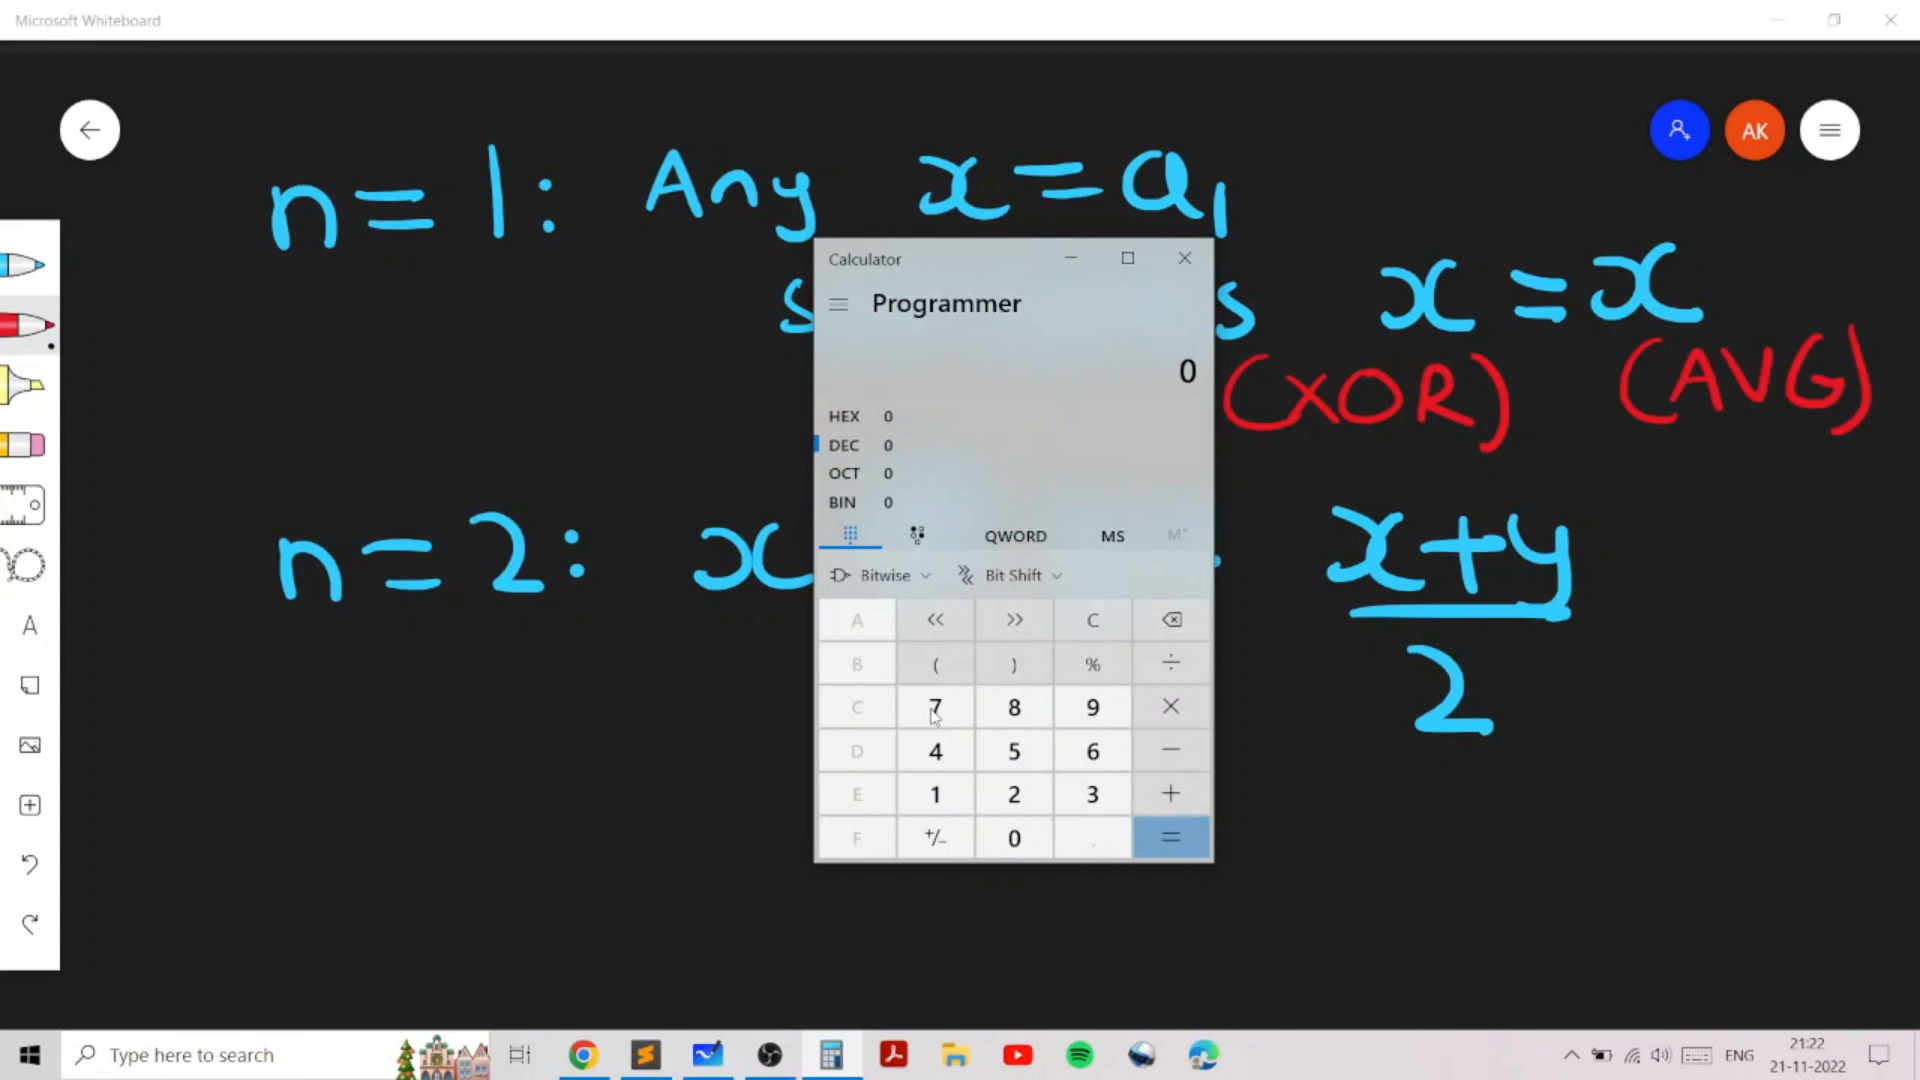 Microsoft Whiteboard
AK
n=1: Any x=a₁
x=x
(XOR) (AVG)
n=2: x
x+y
2
Calculator
Programmer
0
HEX 0
DEC 0
OCT 0
BIN 0
QWORD MS M˅
Bitwise Bit Shift
A << >> C
B ( ) % ÷
C 7 8 9 ×
D 4 5 6 −
E 1 2 3 +
F +/− 0 . =
A
Type here to search
ENG
21:22
21-11-2022